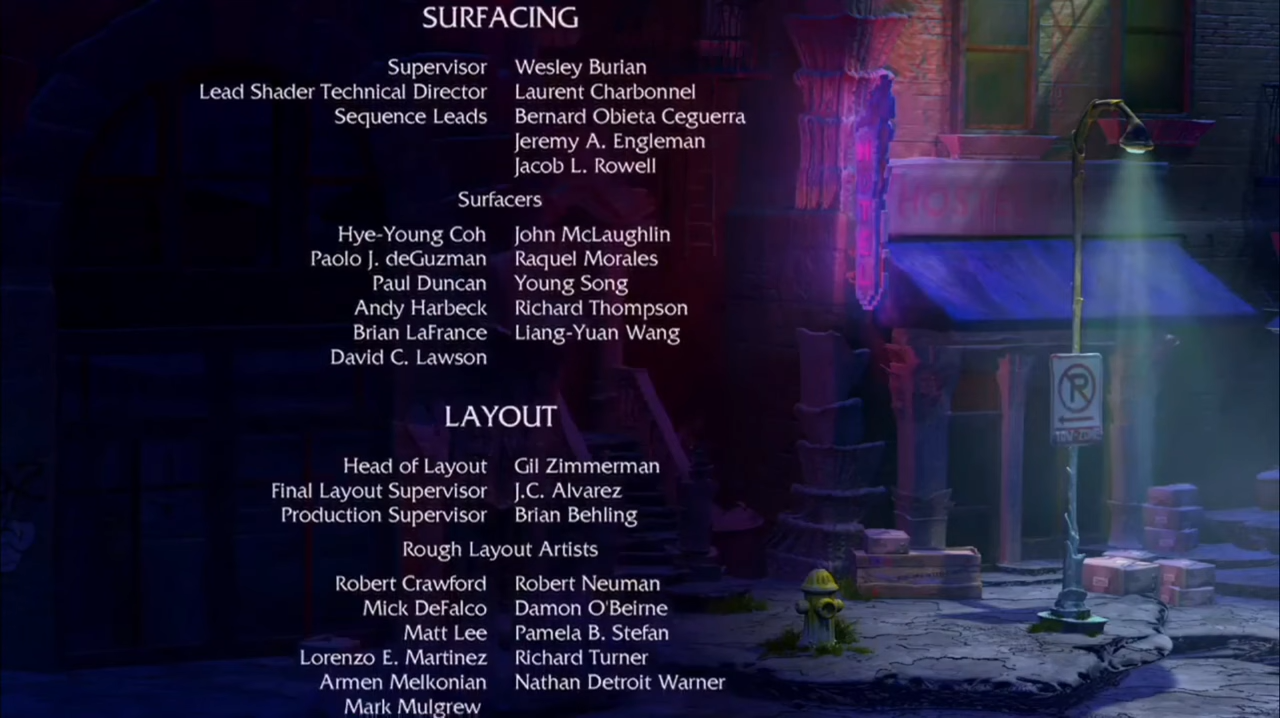 SURFACING
Supervisor Wesley Burian
Lead Shader Technical Director Laurent Charbonnel
Sequence Leads Bernard Obieta Ceguerra
Jeremy A. Engleman
Jacob L. Rowell
Surfacers
Hye-Young Coh John McLaughlin
Paolo J. deGuzman Raquel Morales
Paul Duncan Young Song
Andy Harbeck Richard Thompson
Brian LaFrance Liang-Yuan Wang
David C. Lawson
LAYOUT
Head of Layout Gil Zimmerman
Final Layout Supervisor J.C. Alvarez
Production Supervisor Brian Behling
Rough Layout Artists
Robert Crawford Robert Neuman
Mick DeFalco Damon O'Beirne
Matt Lee Pamela B. Stefan
Lorenzo E. Martinez Richard Turner
Armen Melkonian Nathan Detroit Warner
Mark Mulgrew
R
TOW-ZONE